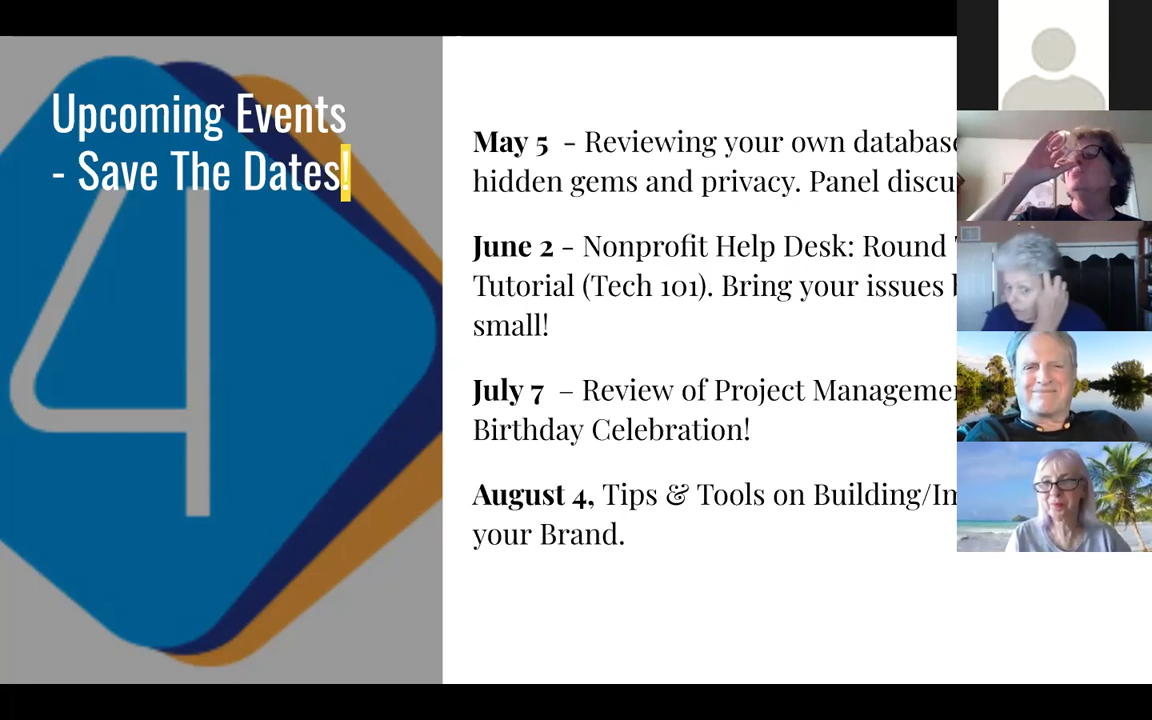 Upcoming Events
- Save The Dates!
May 5 - Reviewing your own database
hidden gems and privacy. Panel
June 2 - Nonprofit Help Desk: Round
Tutorial (Tech 101). Bring your issues
small!
July 7 – Review of Project
Birthday Celebration!
August 4, Tips & Tools on
your Brand.
4